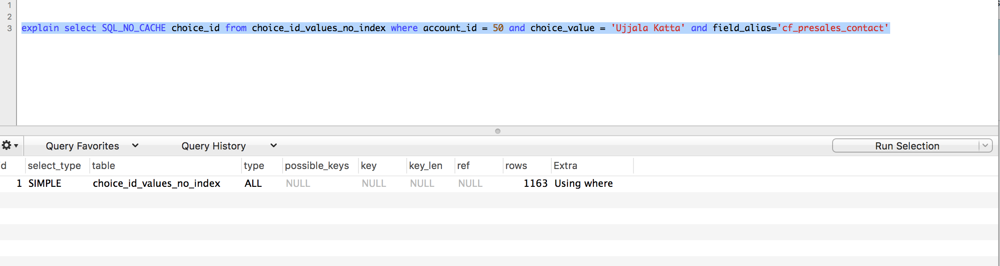 1
2
3 explain select SQL_NO_CACHE choice_id from choice_id_values_no_index where account_id = 50 and choice_value = 'Ujjala Katta' and field_alias='cf_presales_contact'
Query Favorites Query History Run Selection
d select_type table type possible_keys key key_len ref rows Extra
1 SIMPLE choice_id_values_no_index ALL NULL NULL NULL NULL 1163 Using where